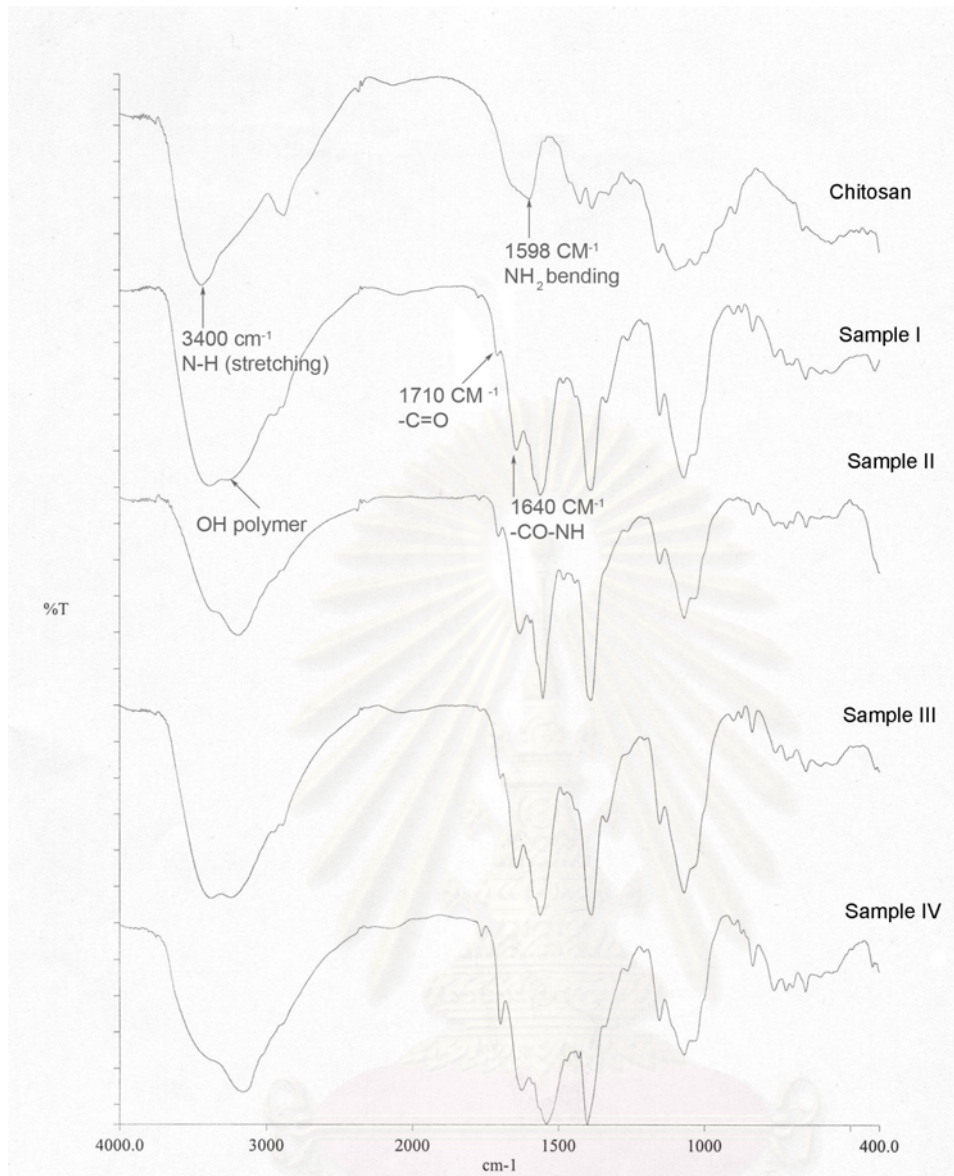 Chitosan
1598 CM-1
NH2 bending
3400 cm-1
N-H (stretching)
Sample I
1710 CM -1
-C=O
Sample II
1640 CM-1
-CO-NH
OH polymer
%T
Sample III
Sample IV
4000.0 3000 2000 1500 1000 400.0
cm-1